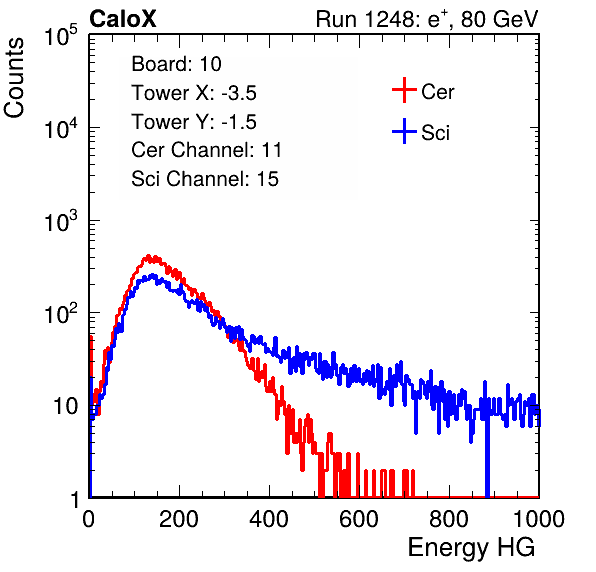 CaloX Run 1248: e⁺, 80 GeV
Counts
10⁵
10⁴
10³
10²
10
1
Board: 10
Tower X: -3.5
Tower Y: -1.5
Cer Channel: 11
Sci Channel: 15
Cer
Sci
0 200 400 600 800 1000
Energy HG